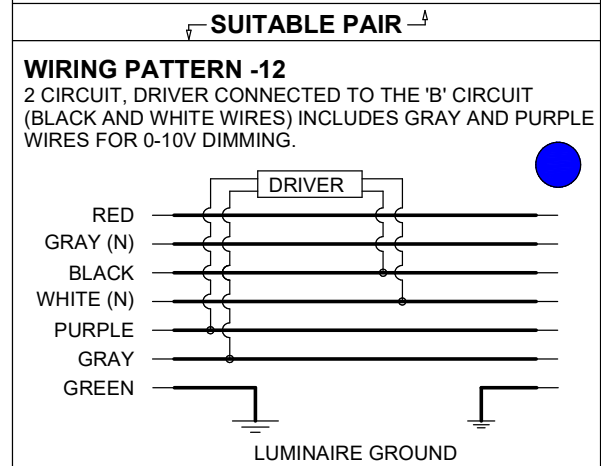 SUITABLE PAIR
WIRING PATTERN -12
2 CIRCUIT, DRIVER CONNECTED TO THE 'B' CIRCUIT
(BLACK AND WHITE WIRES) INCLUDES GRAY AND PURPLE
WIRES FOR 0-10V DIMMING.
DRIVER
RED
GRAY (N)
BLACK
WHITE (N)
PURPLE
GRAY
GREEN
LUMINAIRE GROUND